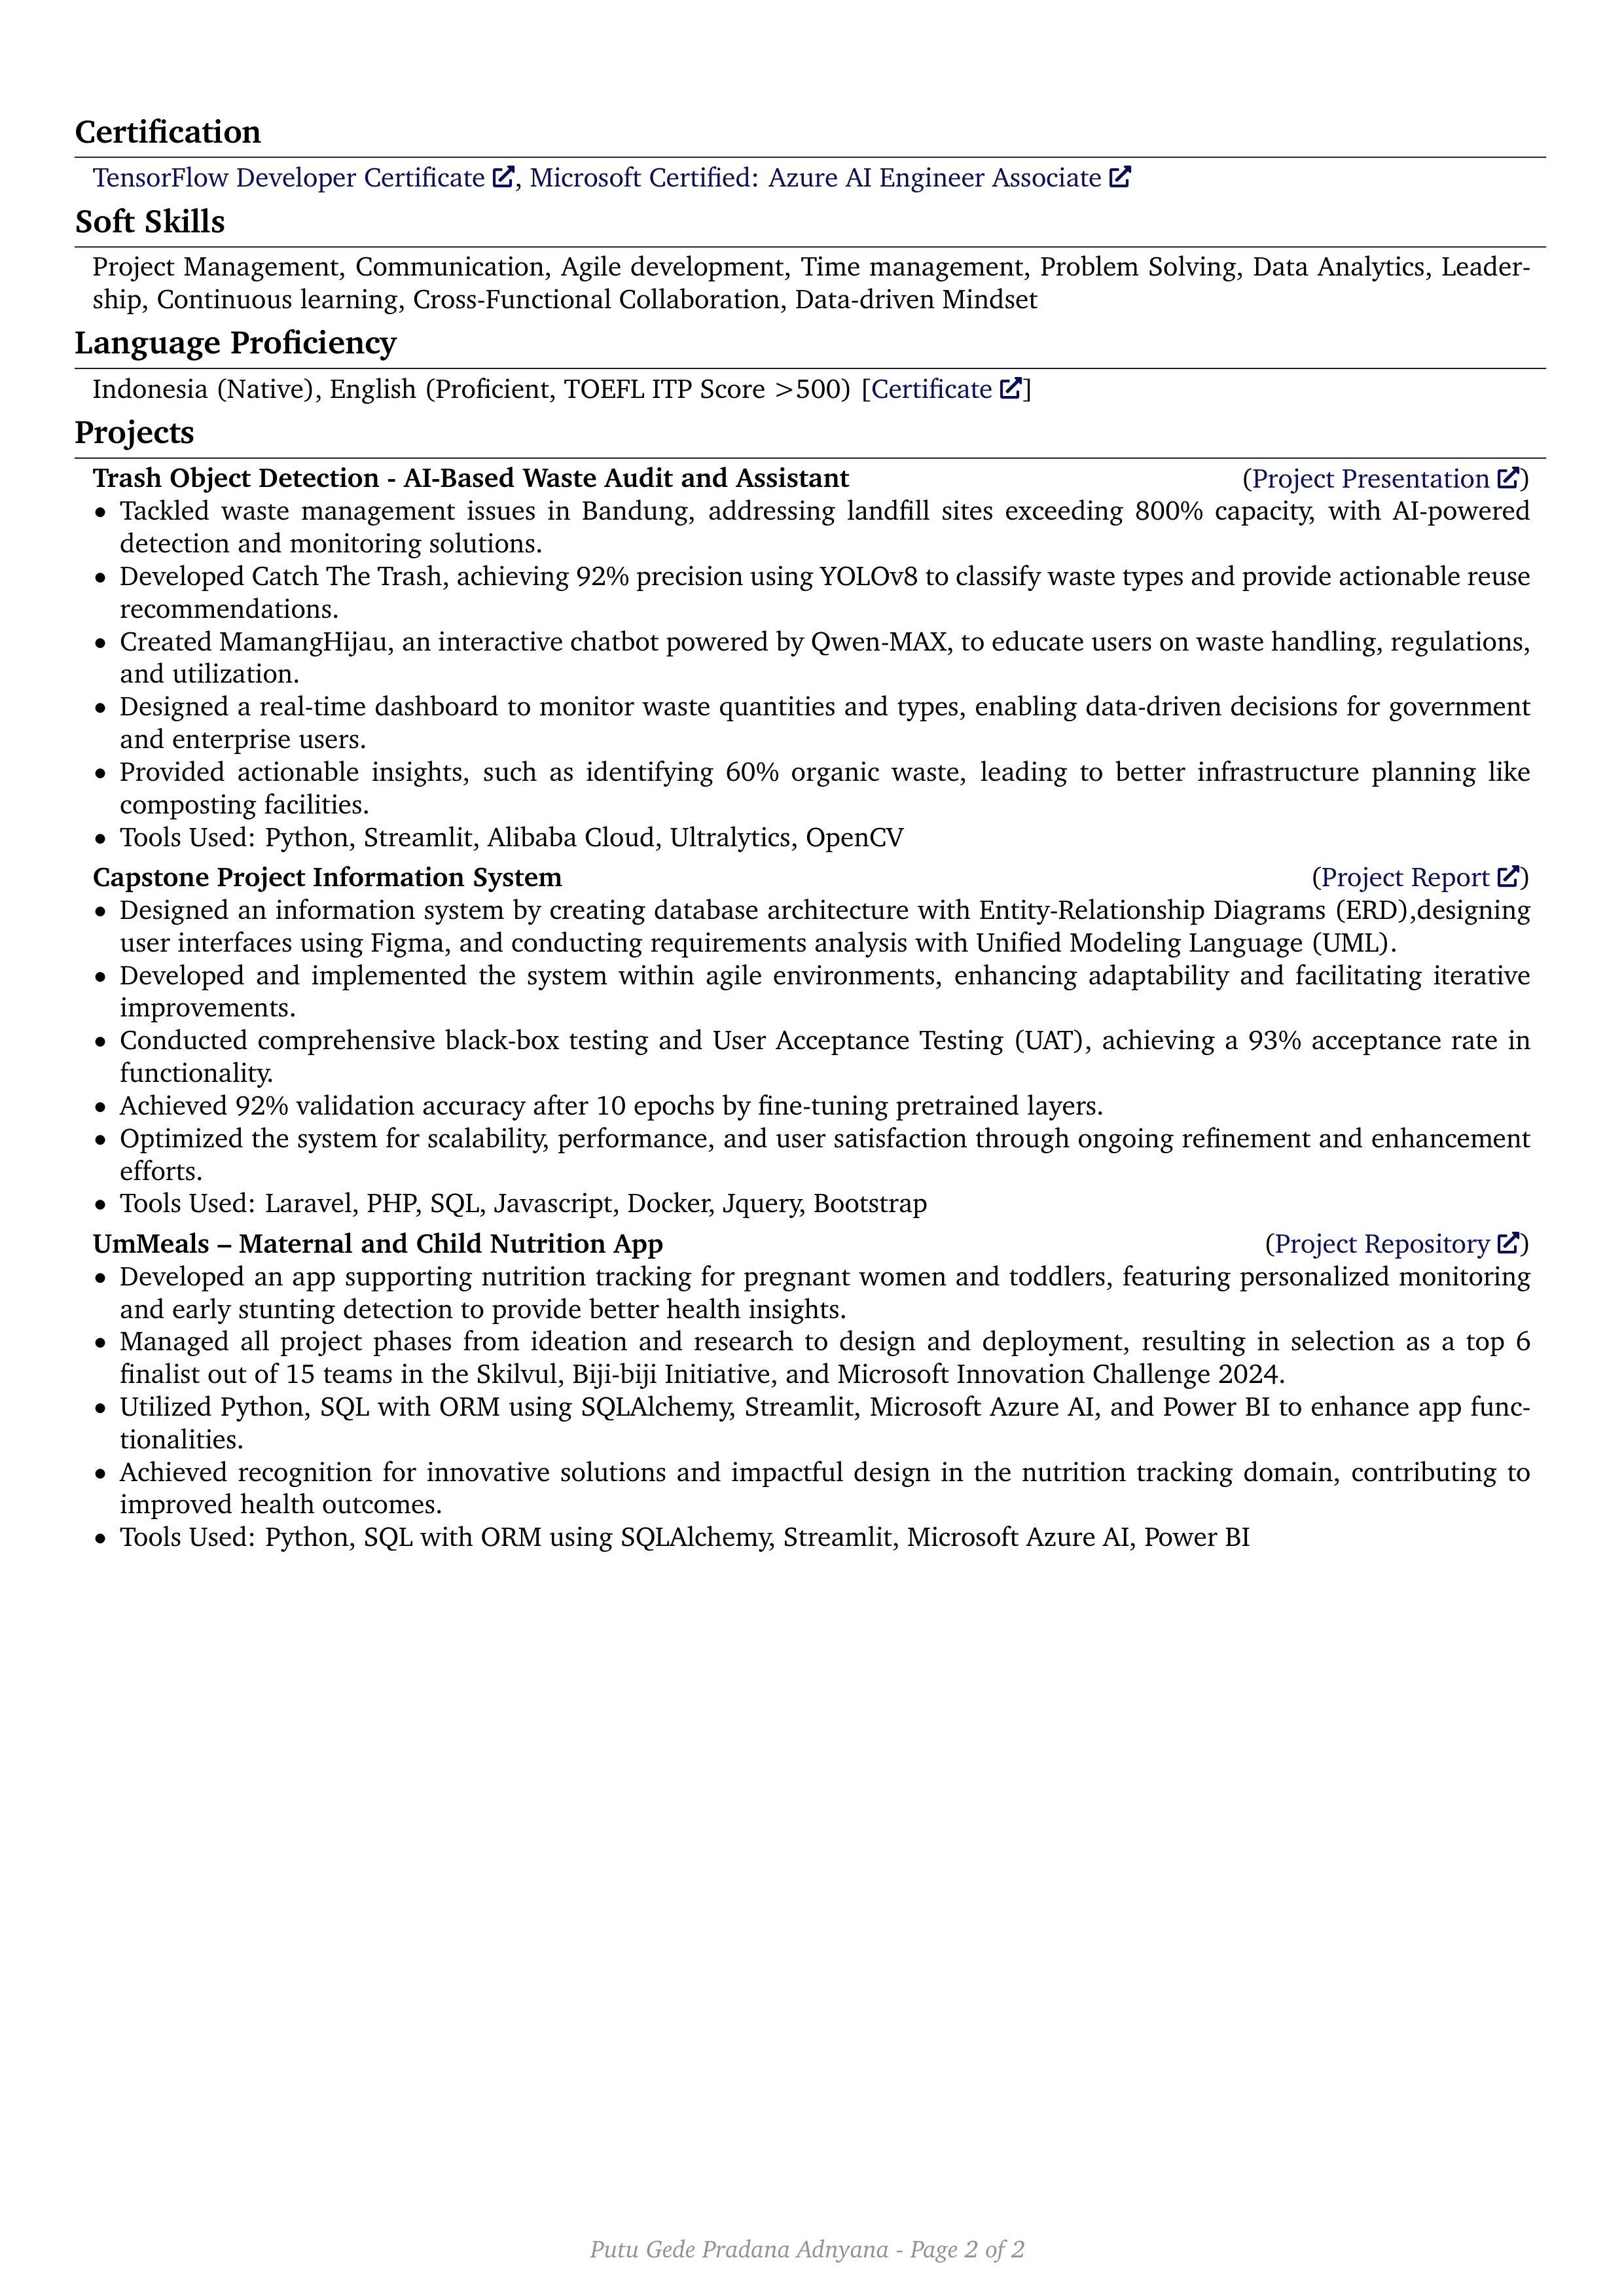 Certification
TensorFlow Developer Certificate, Microsoft Certified: Azure AI Engineer Associate
Soft Skills
Project Management, Communication, Agile development, Time management, Problem Solving, Data Analytics, Leader-
ship, Continuous learning, Cross-Functional Collaboration, Data-driven Mindset
Language Proficiency
Indonesia (Native), English (Proficient, TOEFL ITP Score >500) [Certificate]
Projects
Trash Object Detection - AI-Based Waste Audit and Assistant (Project Presentation)
• Tackled waste management issues in Bandung, addressing landfill sites exceeding 800% capacity, with AI-powered
detection and monitoring solutions.
• Developed Catch The Trash, achieving 92% precision using YOLOv8 to classify waste types and provide actionable reuse
recommendations.
• Created MamangHijau, an interactive chatbot powered by Qwen-MAX, to educate users on waste handling, regulations,
and utilization.
• Designed a real-time dashboard to monitor waste quantities and types, enabling data-driven decisions for government
and enterprise users.
• Provided actionable insights, such as identifying 60% organic waste, leading to better infrastructure planning like
composting facilities.
• Tools Used: Python, Streamlit, Alibaba Cloud, Ultralytics, OpenCV
Capstone Project Information System (Project Report)
• Designed an information system by creating database architecture with Entity-Relationship Diagrams (ERD),designing
user interfaces using Figma, and conducting requirements analysis with Unified Modeling Language (UML).
• Developed and implemented the system within agile environments, enhancing adaptability and facilitating iterative
improvements.
• Conducted comprehensive black-box testing and User Acceptance Testing (UAT), achieving a 93% acceptance rate in
functionality.
• Achieved 92% validation accuracy after 10 epochs by fine-tuning pretrained layers.
• Optimized the system for scalability, performance, and user satisfaction through ongoing refinement and enhancement
efforts.
• Tools Used: Laravel, PHP, SQL, Javascript, Docker, Jquery, Bootstrap
UmMeals – Maternal and Child Nutrition App (Project Repository)
• Developed an app supporting nutrition tracking for pregnant women and toddlers, featuring personalized monitoring
and early stunting detection to provide better health insights.
• Managed all project phases from ideation and research to design and deployment, resulting in selection as a top 6
finalist out of 15 teams in the Skilvul, Biji-biji Initiative, and Microsoft Innovation Challenge 2024.
• Utilized Python, SQL with ORM using SQLAlchemy, Streamlit, Microsoft Azure AI, and Power BI to enhance app func-
tionalities.
• Achieved recognition for innovative solutions and impactful design in the nutrition tracking domain, contributing to
improved health outcomes.
• Tools Used: Python, SQL with ORM using SQLAlchemy, Streamlit, Microsoft Azure AI, Power BI
Putu Gede Pradana Adnyana - Page 2 of 2